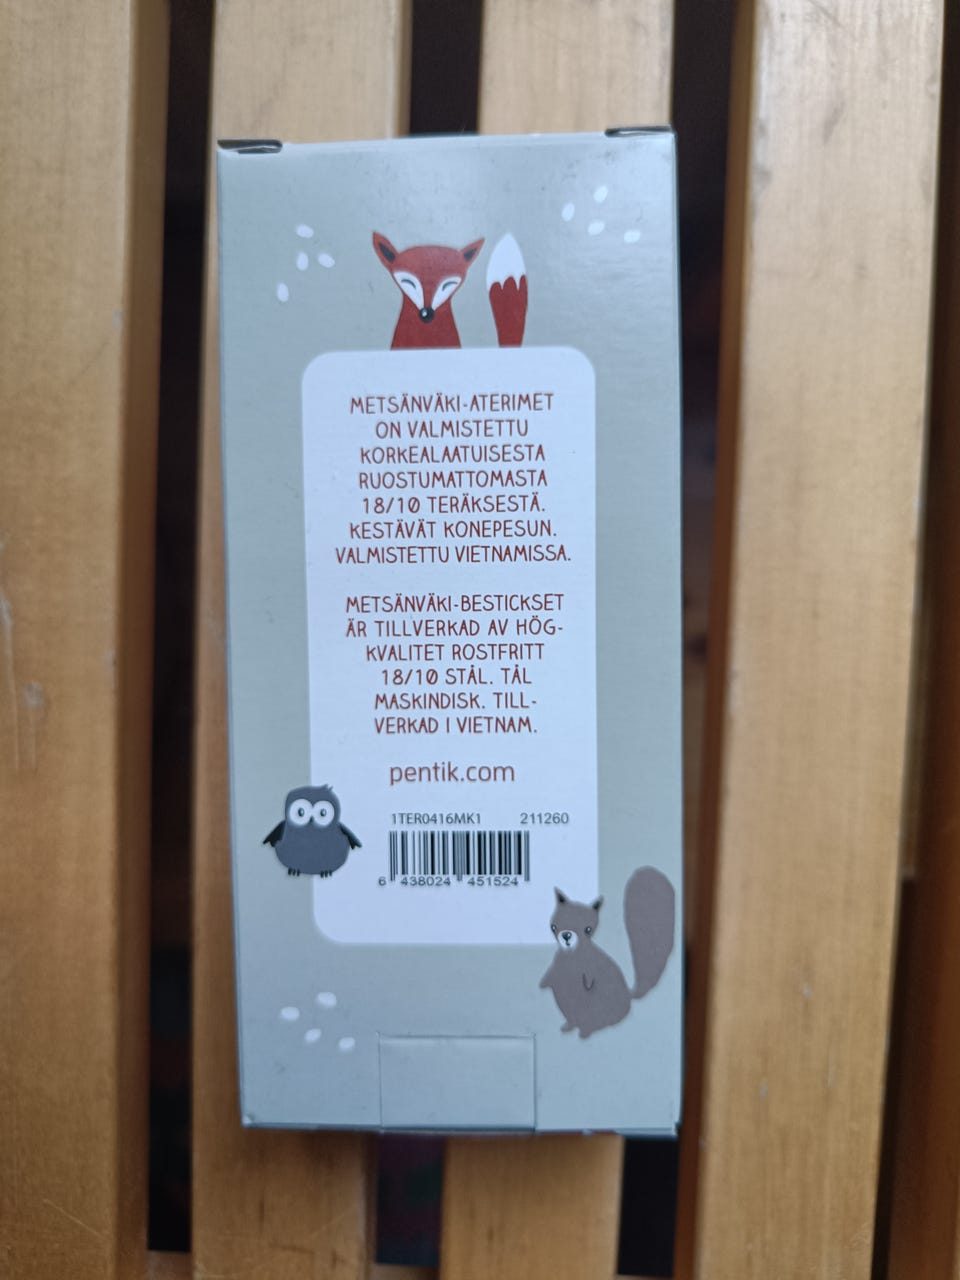 METSÄNVÄKI-ATERIMET
ON VALMISTETTU
KORKEALAATUISESTA
RUOSTUMATTOMASTA
18/10 TERÄKSESTÄ.
KESTÄVÄT KONEPESUN.
VALMISTETTU VIETNAMISSA.
METSÄNVÄKI-BESTICKSET
ÄR TILLVERKAD AV HÖG-
KVALITET ROSTFRITT
18/10 STÅL. TÅL
MASKINDISK. TILL-
VERKAD I VIETNAM.
pentik.com
1TER0416MK1 211260
6 438024 451524